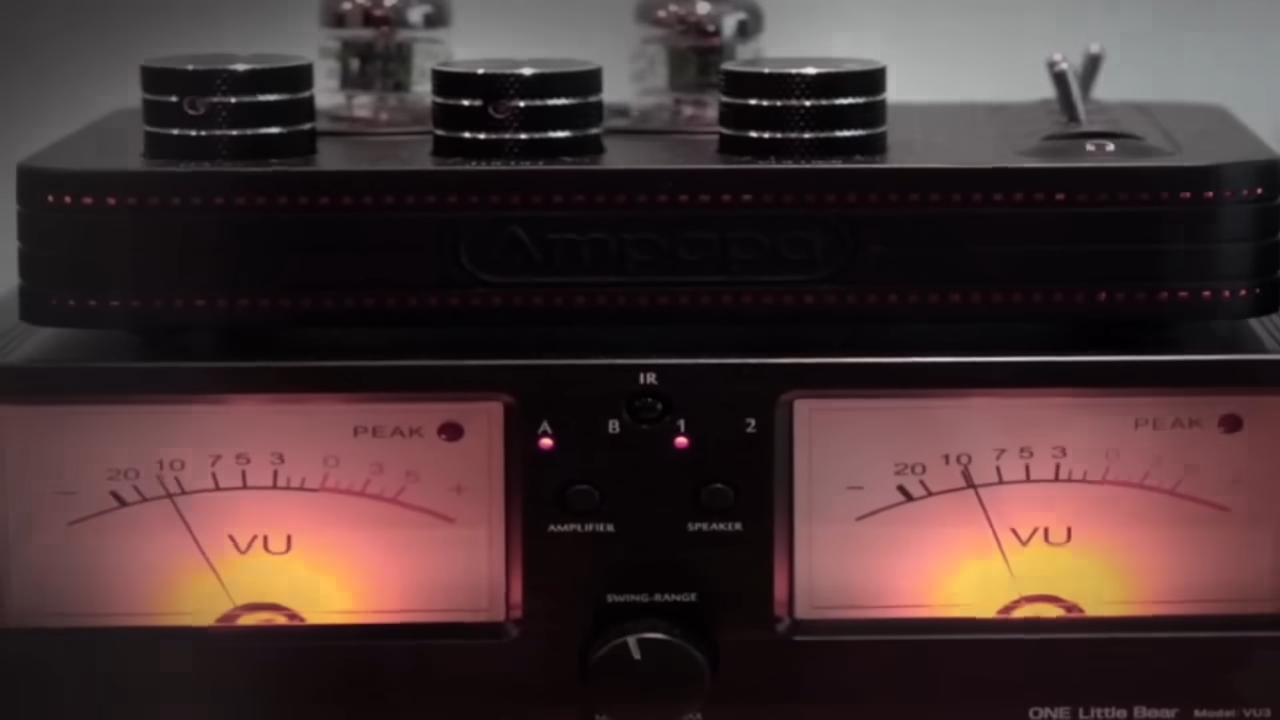 Ampapa
IR
A B 1 2
PEAK
20 10 7 5 3 0 3 5
- +
VU
AMPLIFIER
SPEAKER
PEAK
20 10 7 5 3 0
-
VU
SWING-RANGE
ONE Little Bear Model: VU3